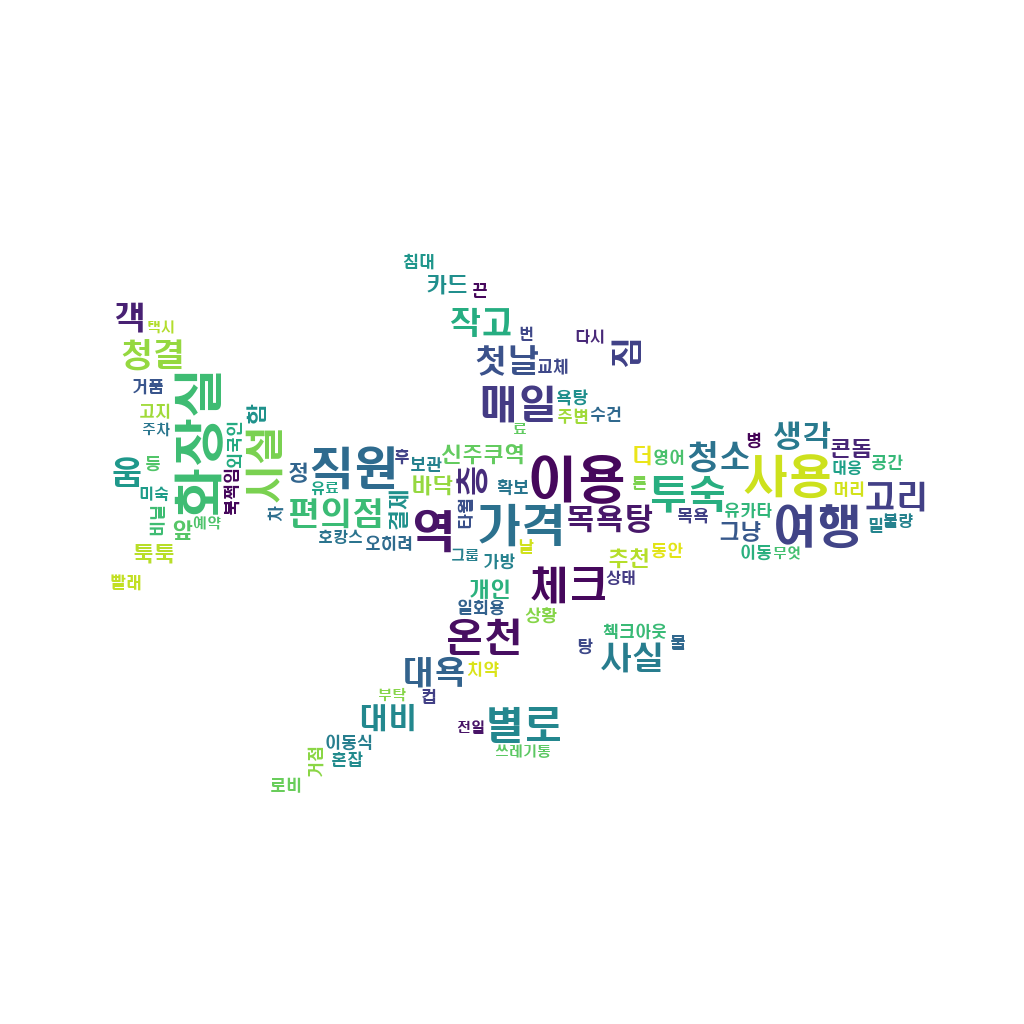 침대
카드
끈
객
택시
작고
번
다시
집
청결
첫날
교체
거품
화장실
매일
욕탕
고지
함
주변
수건
주차
외국인
시설
료
생각
병
콘돔
움
등
정
직원
후
보관
신주쿠역
이용
더
영어
청소
사용
대응
공간
미숙
북적임
유료
바닥
층
확보
투숙
톤
머리
고리
비닐
앞
예약
차
편의점
결제
역
타월
가격
목욕탕
목욕
유카타
그냥
여행
밑
불량
툭툭
호캉스
오히려
그룹
가방
날
추천
동안
이동
무엇
빨래
개인
체크
상태
일회용
상황
온천
첵크아웃
탕
사실
물
대욕
치약
부탁
컵
대비
전일
별로
이동식
쓰레기통
혼잡
거점
로비